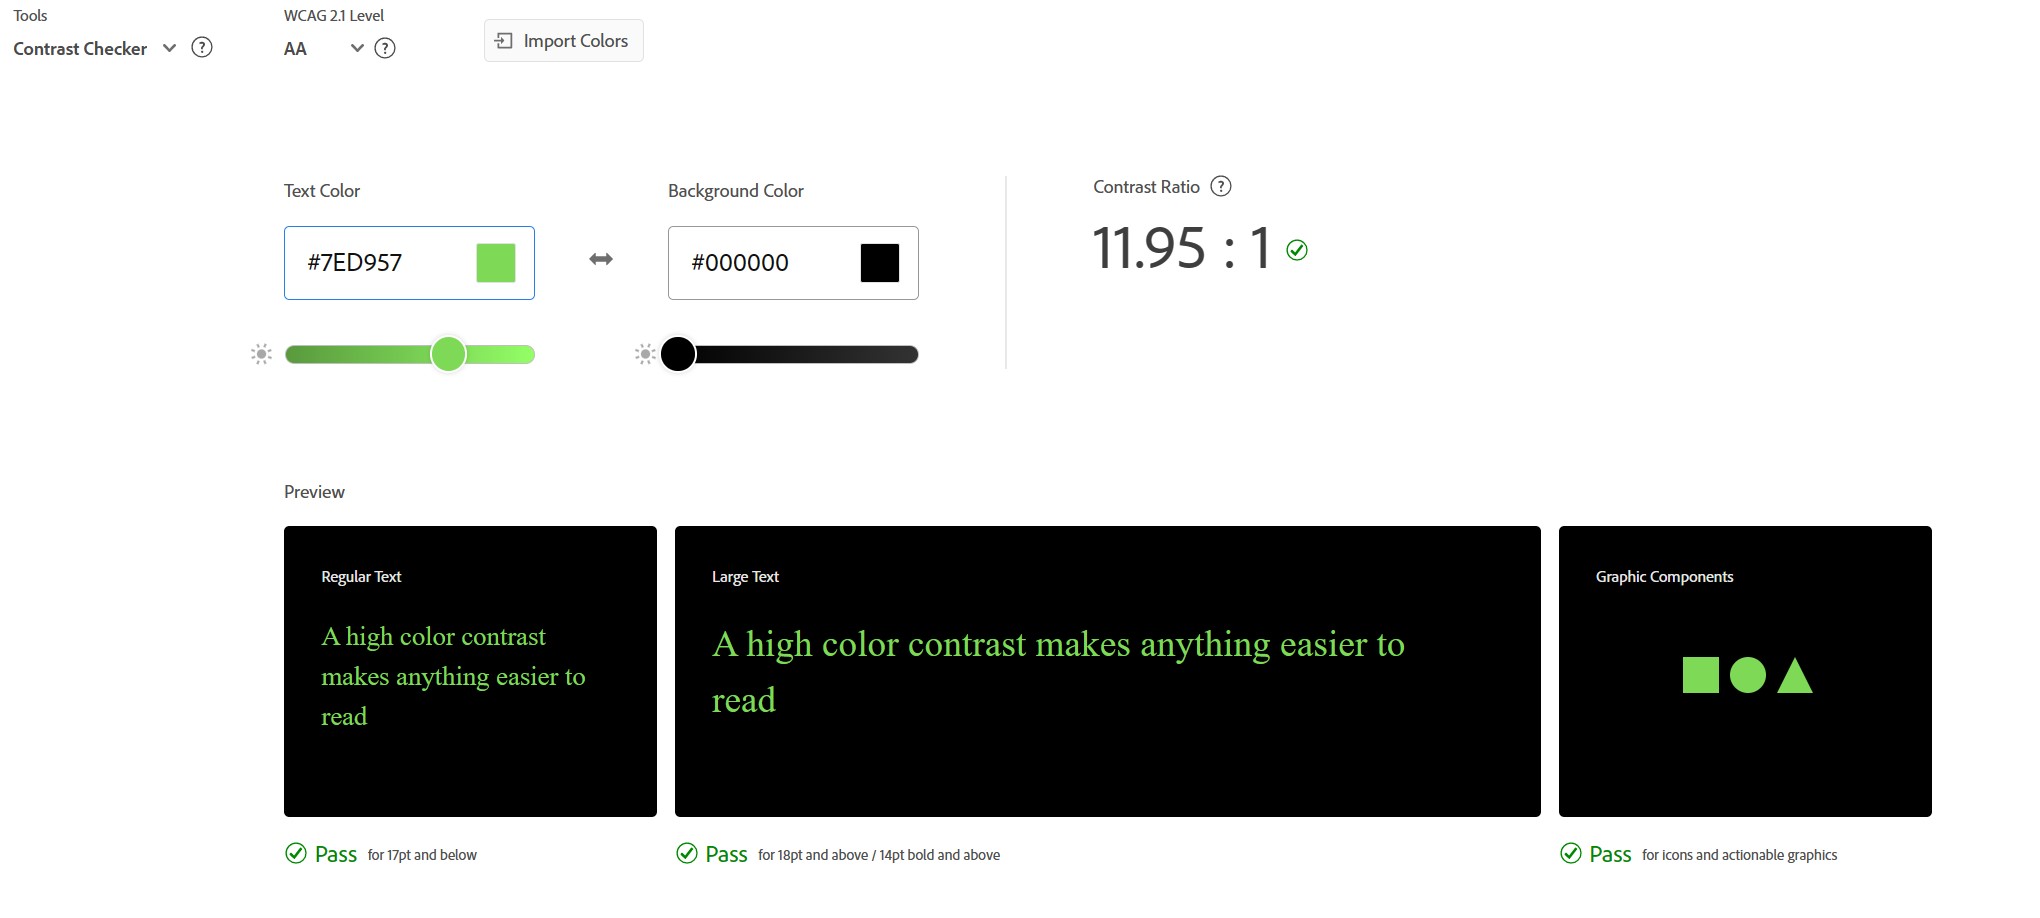 Tools
Contrast Checker
?
WCAG 2.1 Level
AA
?
Import Colors
Text Color
#7ED957
Background Color
#000000
Contrast Ratio ?
11.95 : 1
Preview
Regular Text
A high color contrast
makes anything easier to
read
Pass for 17pt and below
Large Text
A high color contrast makes anything easier to
read
Pass for 18pt and above / 14pt bold and above
Graphic Components
Pass for icons and actionable graphics